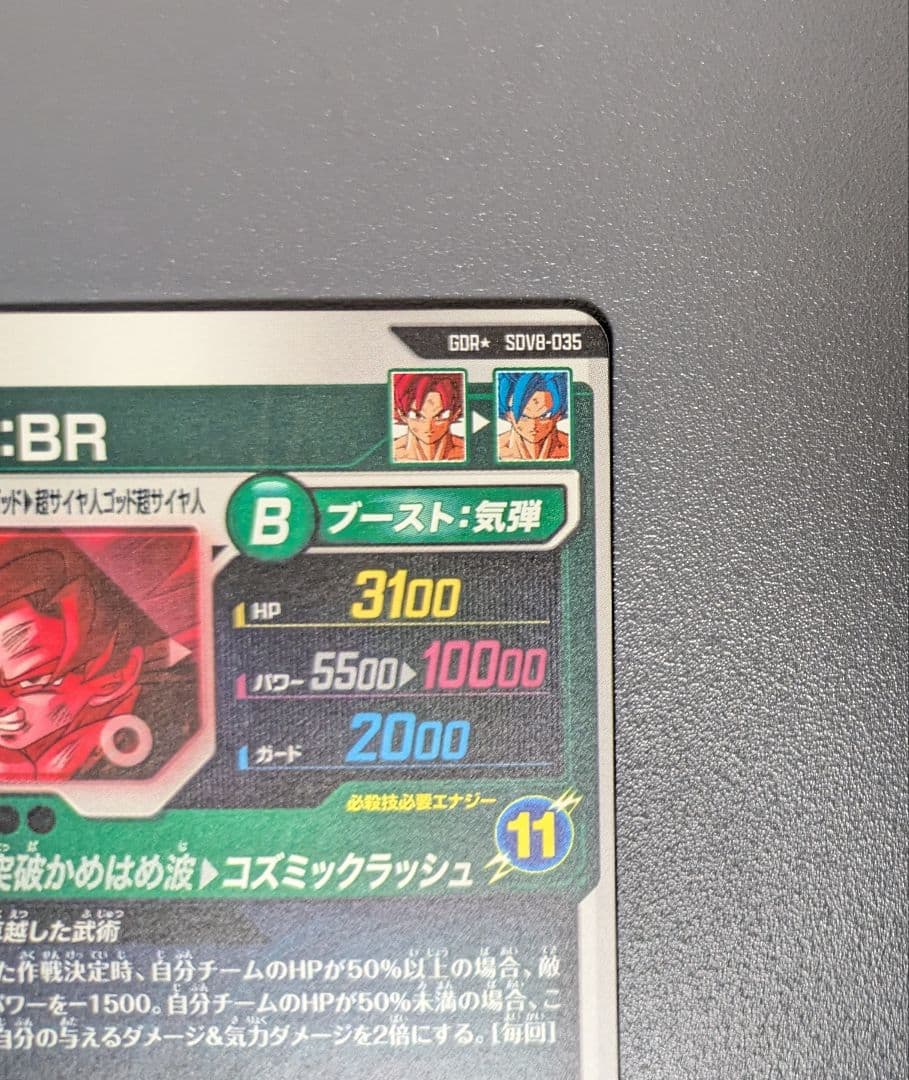 GDR★ SDV8-035
:BR
ッド▶超サイヤ人ゴッド超サイヤ人
B ブースト:気弾
HP 3100
パワー 5500▶10000
ガード 2000
必殺技必要エナジー
11
突破かめはめ波▶コズミックラッシュ
卓越した武術
た作戦決定時、自分チームのHPが50%以上の場合、敵
パワーを-1500。自分チームのHPが50%未満の場合、こ
自分の与えるダメージ&気力ダメージを2倍にする。[毎回]